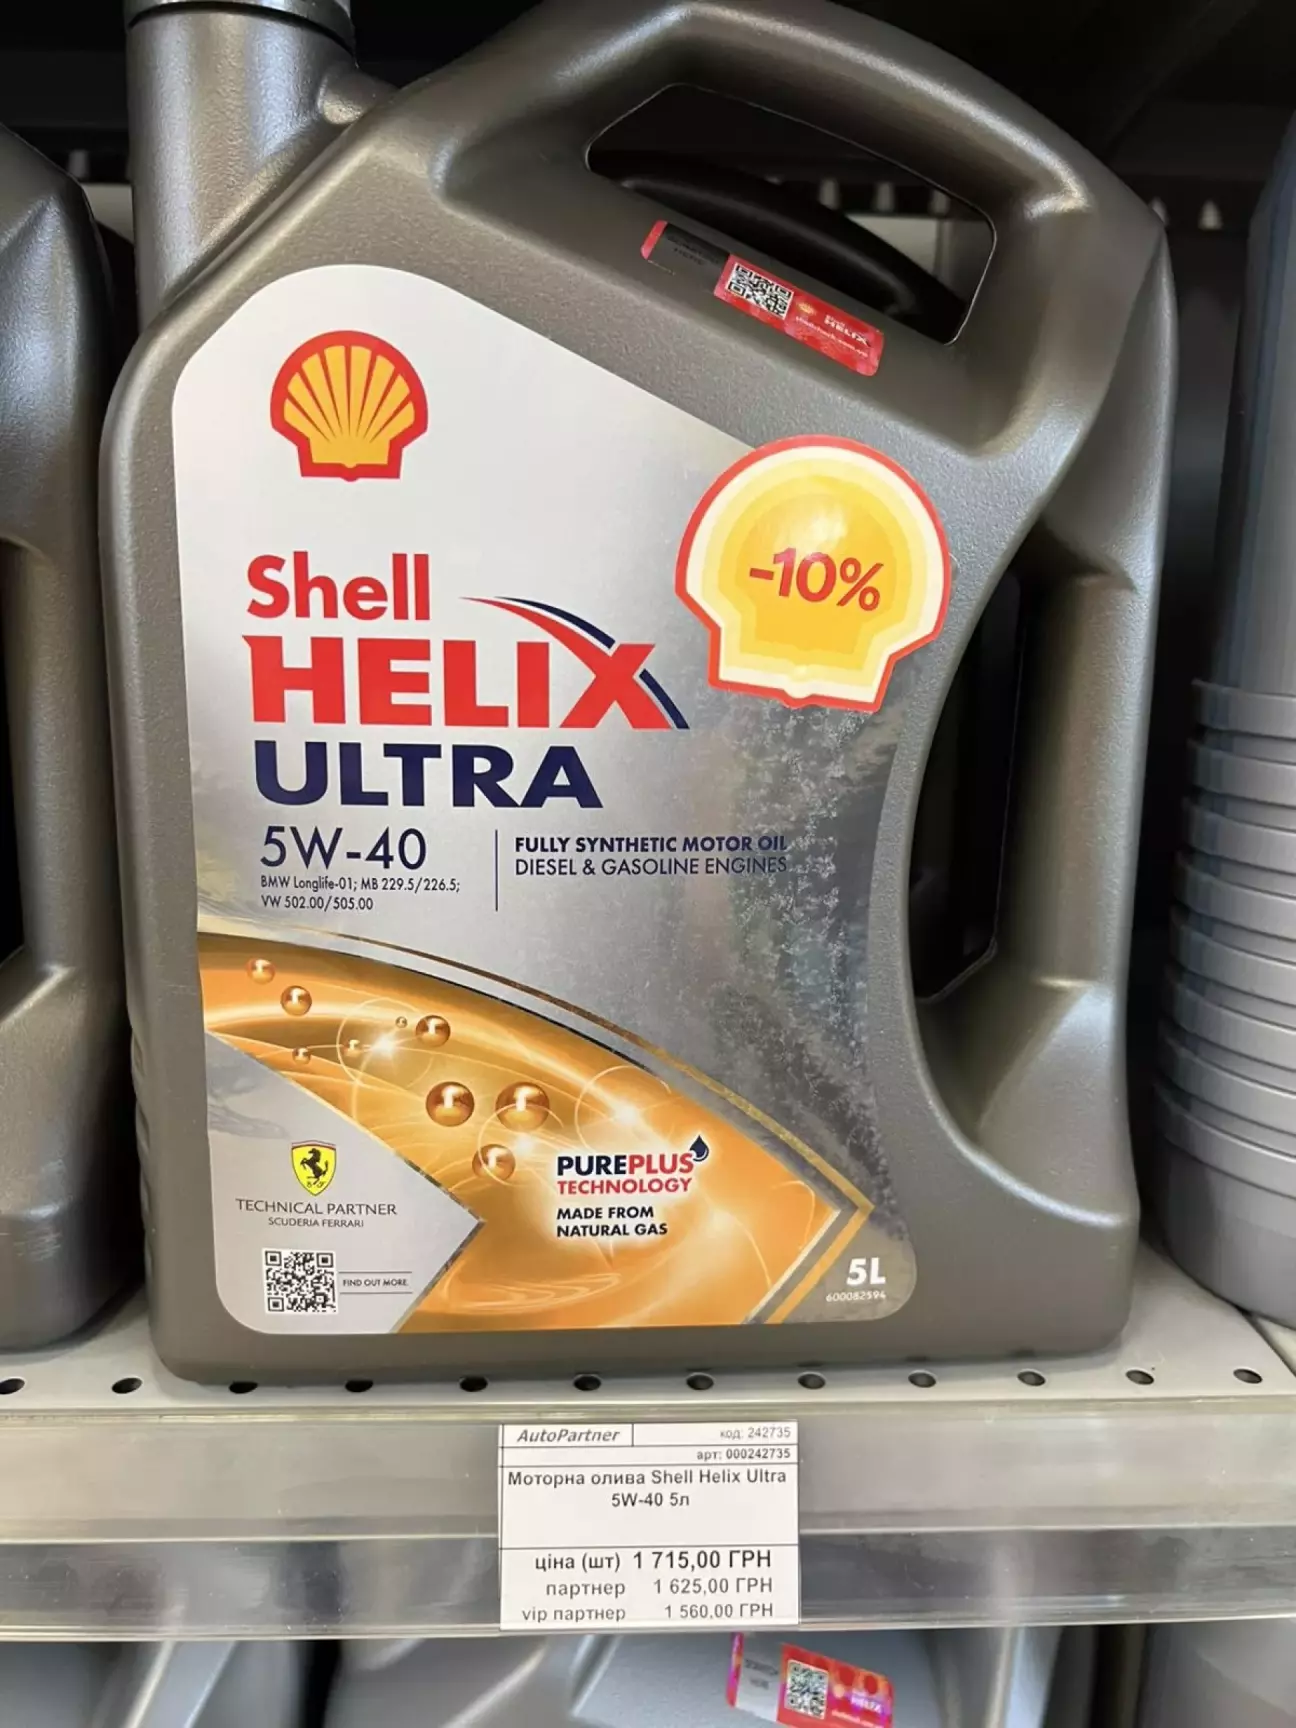 Shell
HELIX
-10%
Shell
HELIX
ULTRA
5W-40
BMW Longlife-01; MB 229.5/226.5;
VW 502.00/505.00
FULLY SYNTHETIC MOTOR OIL
DIESEL & GASOLINE ENGINES
PUREPLUS
TECHNOLOGY
MADE FROM
NATURAL GAS
TECHNICAL PARTNER
SCUDERIA FERRARI
FIND OUT MORE.
5L
600082594
AutoPartner код: 242735
арт: 000242735
Моторна олива Shell Helix Ultra
5W-40 5л
ціна (шт) 1 715,00 ГРН
партнер 1 625,00 ГРН
vip партнер 1 560,00 ГРН
HELIX